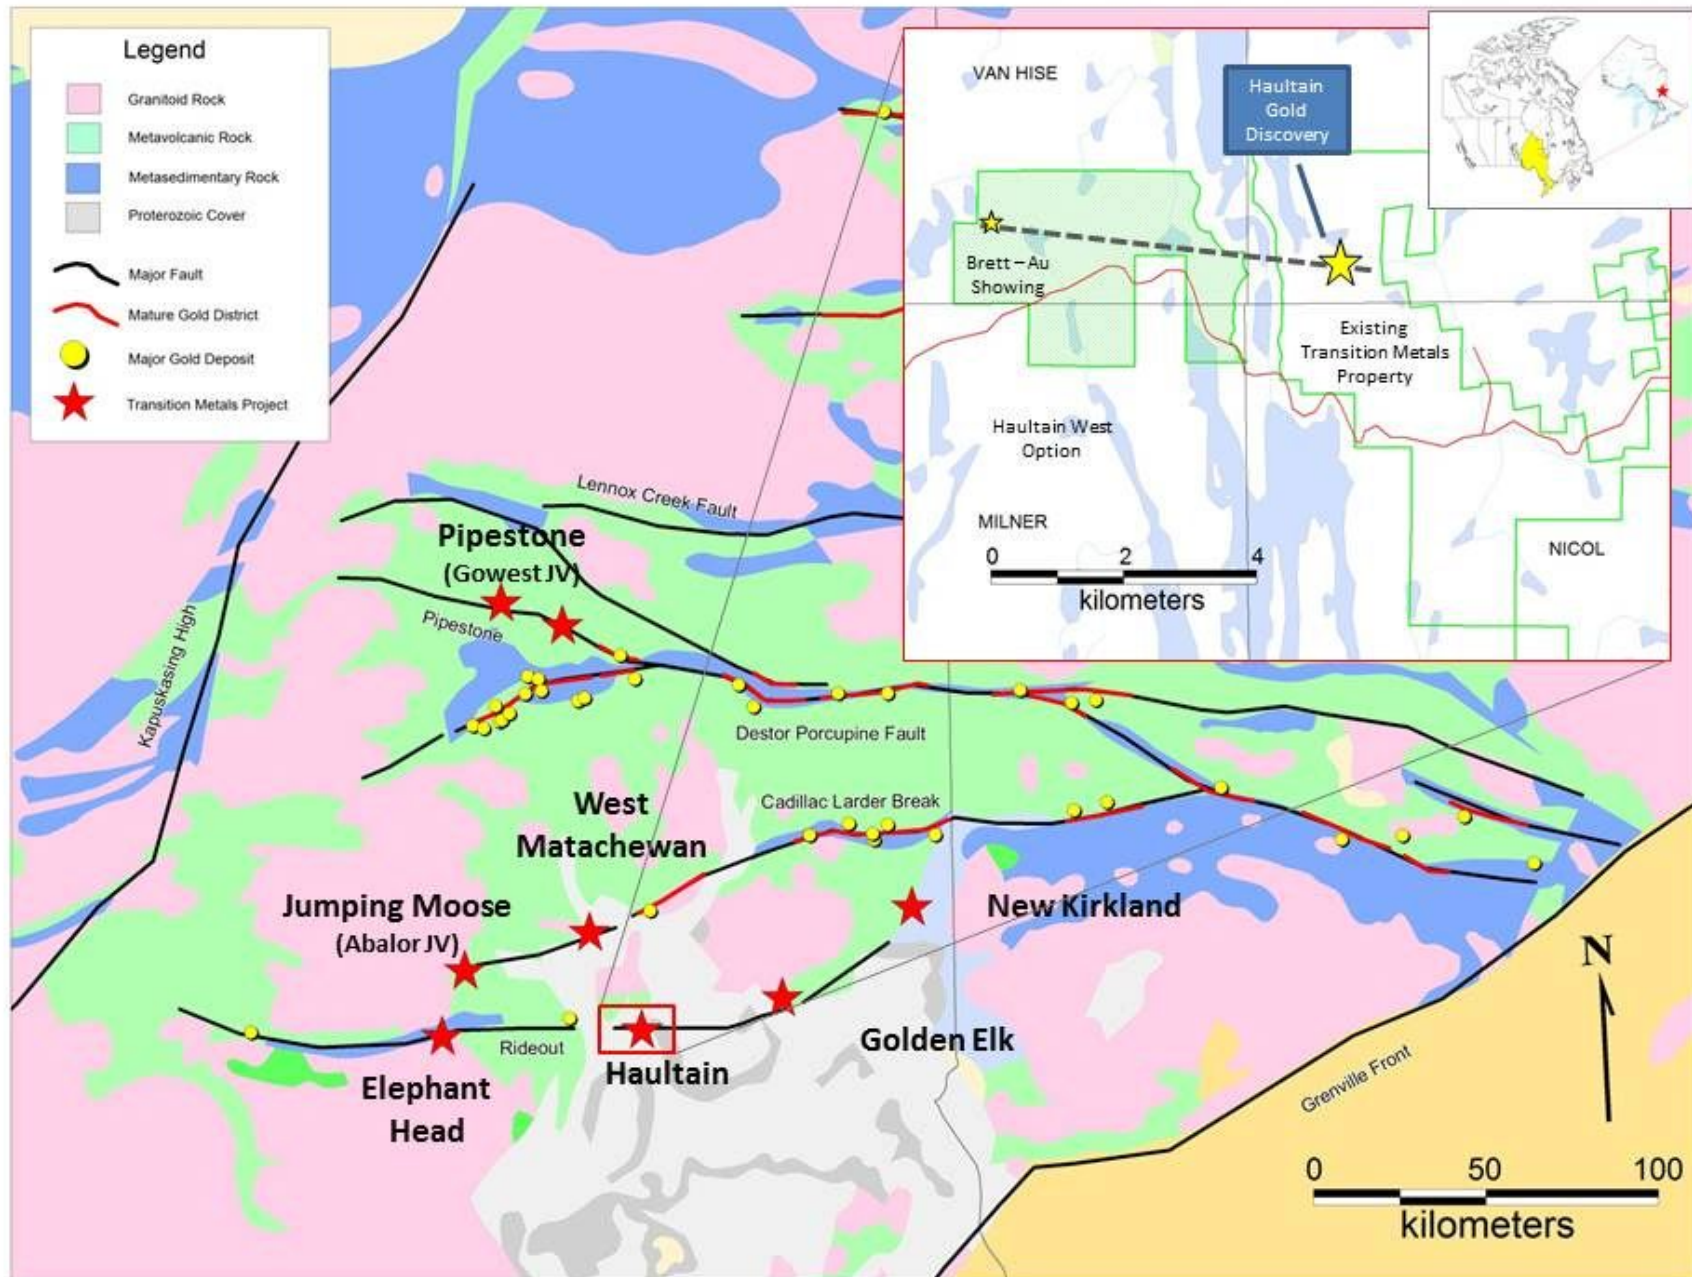 Legend
Granitoid Rock
Metavolcanic Rock
Metasedimentary Rock
Proterozoic Cover
Major Fault
Mature Gold District
Major Gold Deposit
Transition Metals Project
VAN HISE
Haultain
Gold
Discovery
Brett – Au
Showing
Existing
Transition Metals
Property
Haultain West
Option
MILNER
NICOL
0 2 4
kilometers
Lennox Creek Fault
Pipestone
(Gowest JV)
Pipestone
Kapuskasing High
Destor Porcupine Fault
West
Matachewan
Cadillac Larder Break
Jumping Moose
(Abalor JV)
New Kirkland
Golden Elk
Rideout
Haultain
Elephant
Head
Grenville Front
N
0 50 100
kilometers